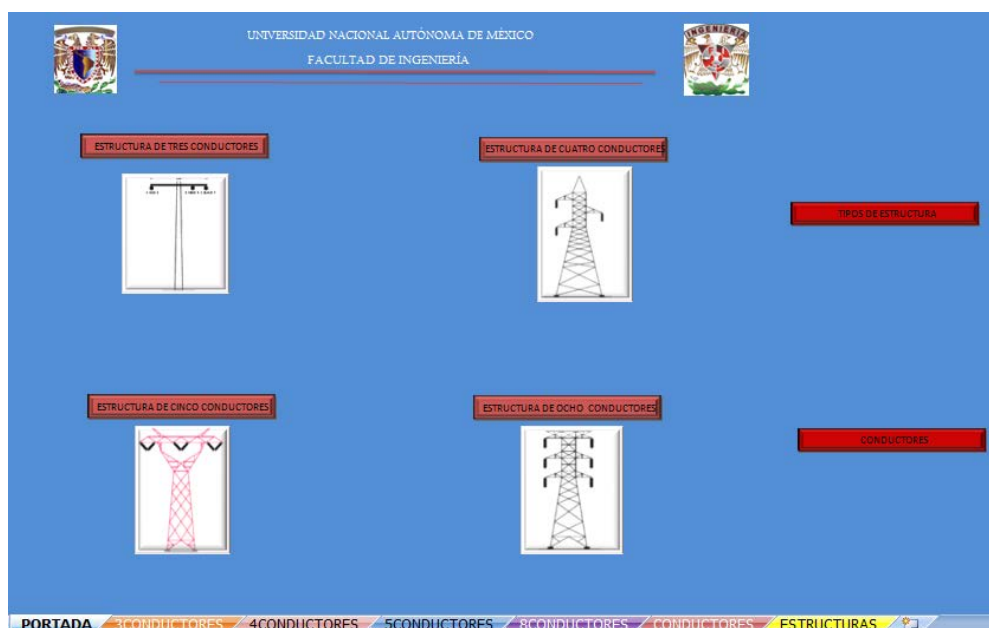 UNIVERSIDAD NACIONAL AUTÓNOMA DE MÉXICO
FACULTAD DE INGENIERÍA
INGENIERIA
ESTRUCTURA DE TRES CONDUCTORES
ESTRUCTURA DE CUATRO CONDUCTORES
TIPOS DE ESTRUCTURA
ESTRUCTURA DE CINCO CONDUCTORES
ESTRUCTURA DE OCHO CONDUCTORES
CONDUCTORES
PORTADA 3CONDUCTORES 4CONDUCTORES 5CONDUCTORES 8CONDUCTORES CONDUCTORES ESTRUCTURAS